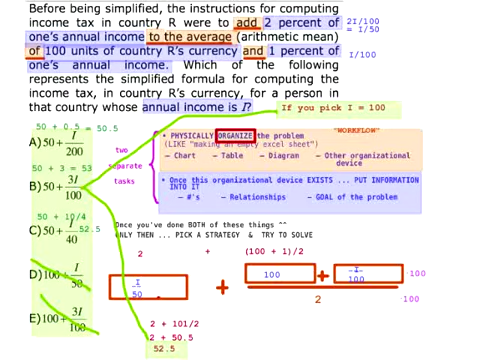 Before being simplified, the instructions for computing
income tax in country R were to add 2 percent of
one's annual income to the average (arithmetic mean)
of 100 units of country R's currency and 1 percent of
one's annual income. Which of the following
represents the simplified formula for computing the
income tax, in country R's currency, for a person in
that country whose annual income is I?
2I/100
= I/50
I/100
If you pick I = 100
50 + 0.5 = 50.5
A) 50 + I/200
50 + 3 = 53
B) 50 + 3I/100
50 + 10/4
52.5
C) 50 + I/40
D) 100 + I/50
E) 100 + 3I/100
two
separate
tasks
"WORKFLOW"
• PHYSICALLY ORGANIZE the problem
(LIKE "making an empty excel sheet")
– Chart – Table – Diagram – Other organizational
device
• Once this organizational device EXISTS ... PUT INFORMATION
INTO IT
– #'s – Relationships – GOAL of the problem
Once you've done BOTH of these things ^^
ONLY THEN ... PICK A STRATEGY & TRY TO SOLVE
2 + (100 + 1)/2
I
50
+
100 + I
100
2
·100
·100
2 + 101/2
2 + 50.5
52.5